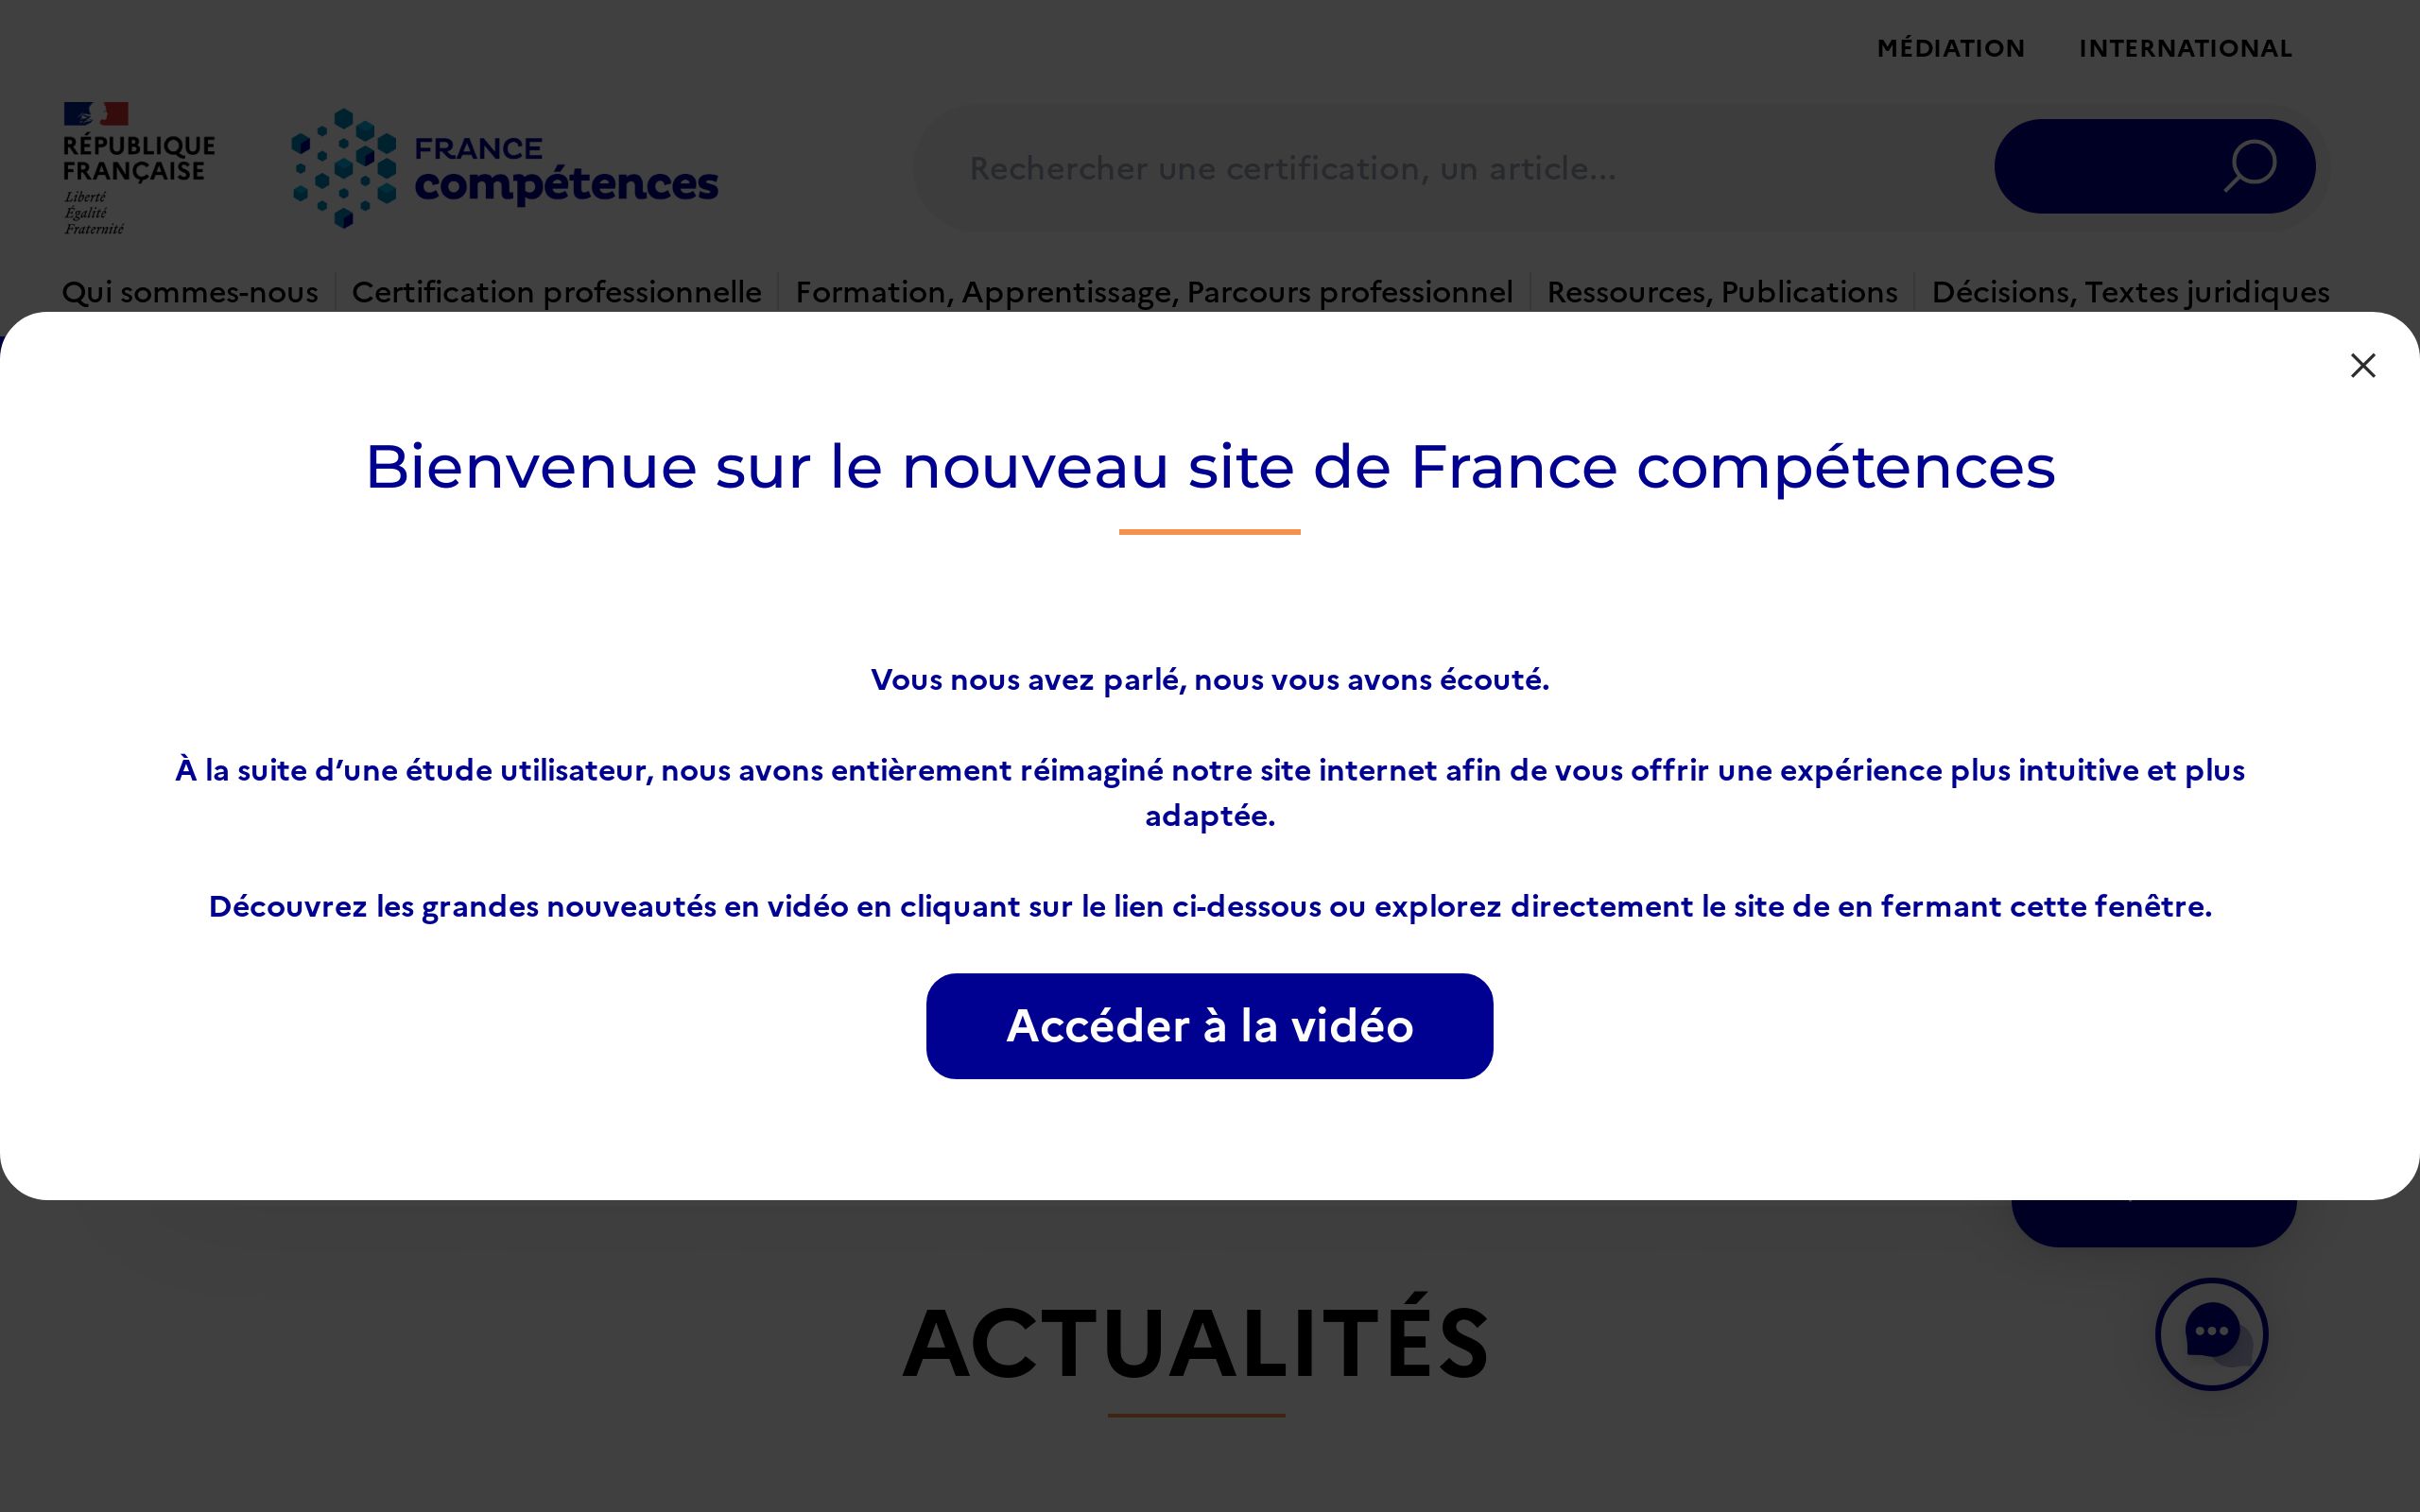 MÉDIATION INTERNATIONAL
RÉPUBLIQUE
FRANÇAISE
Liberté
Égalité
Fraternité
FRANCE
compétences
Rechercher une certification, un article...
Qui sommes-nous Certification professionnelle Formation, Apprentissage, Parcours professionnel Ressources, Publications Décisions, Textes juridiques
Bienvenue sur le nouveau site de France compétences
Vous nous avez parlé, nous vous avons écouté.
À la suite d’une étude utilisateur, nous avons entièrement réimaginé notre site internet afin de vous offrir une expérience plus intuitive et plus
adaptée.
Découvrez les grandes nouveautés en vidéo en cliquant sur le lien ci-dessous ou explorez directement le site de en fermant cette fenêtre.
Accéder à la vidéo
ACTUALITÉS